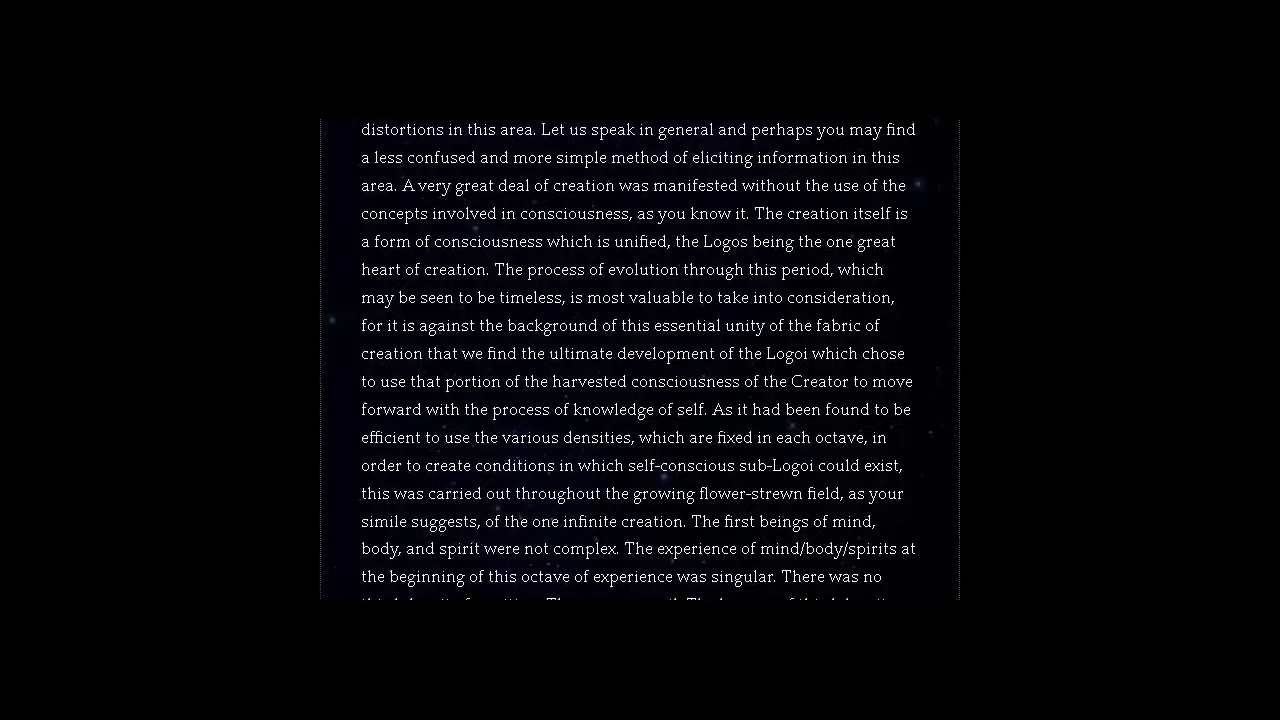 distortions in this area. Let us speak in general and perhaps you may find
a less confused and more simple method of eliciting information in this
area. A very great deal of creation was manifested without the use of the
concepts involved in consciousness, as you know it. The creation itself is
a form of consciousness which is unified, the Logos being the one great
heart of creation. The process of evolution through this period, which
may be seen to be timeless, is most valuable to take into consideration,
for it is against the background of this essential unity of the fabric of
creation that we find the ultimate development of the Logoi which chose
to use that portion of the harvested consciousness of the Creator to move
forward with the process of knowledge of self. As it had been found to be
efficient to use the various densities, which are fixed in each octave, in
order to create conditions in which self-conscious sub-Logoi could exist,
this was carried out throughout the growing flower-strewn field, as your
simile suggests, of the one infinite creation. The first beings of mind,
body, and spirit were not complex. The experience of mind/body/spirits at
the beginning of this octave of experience was singular. There was no